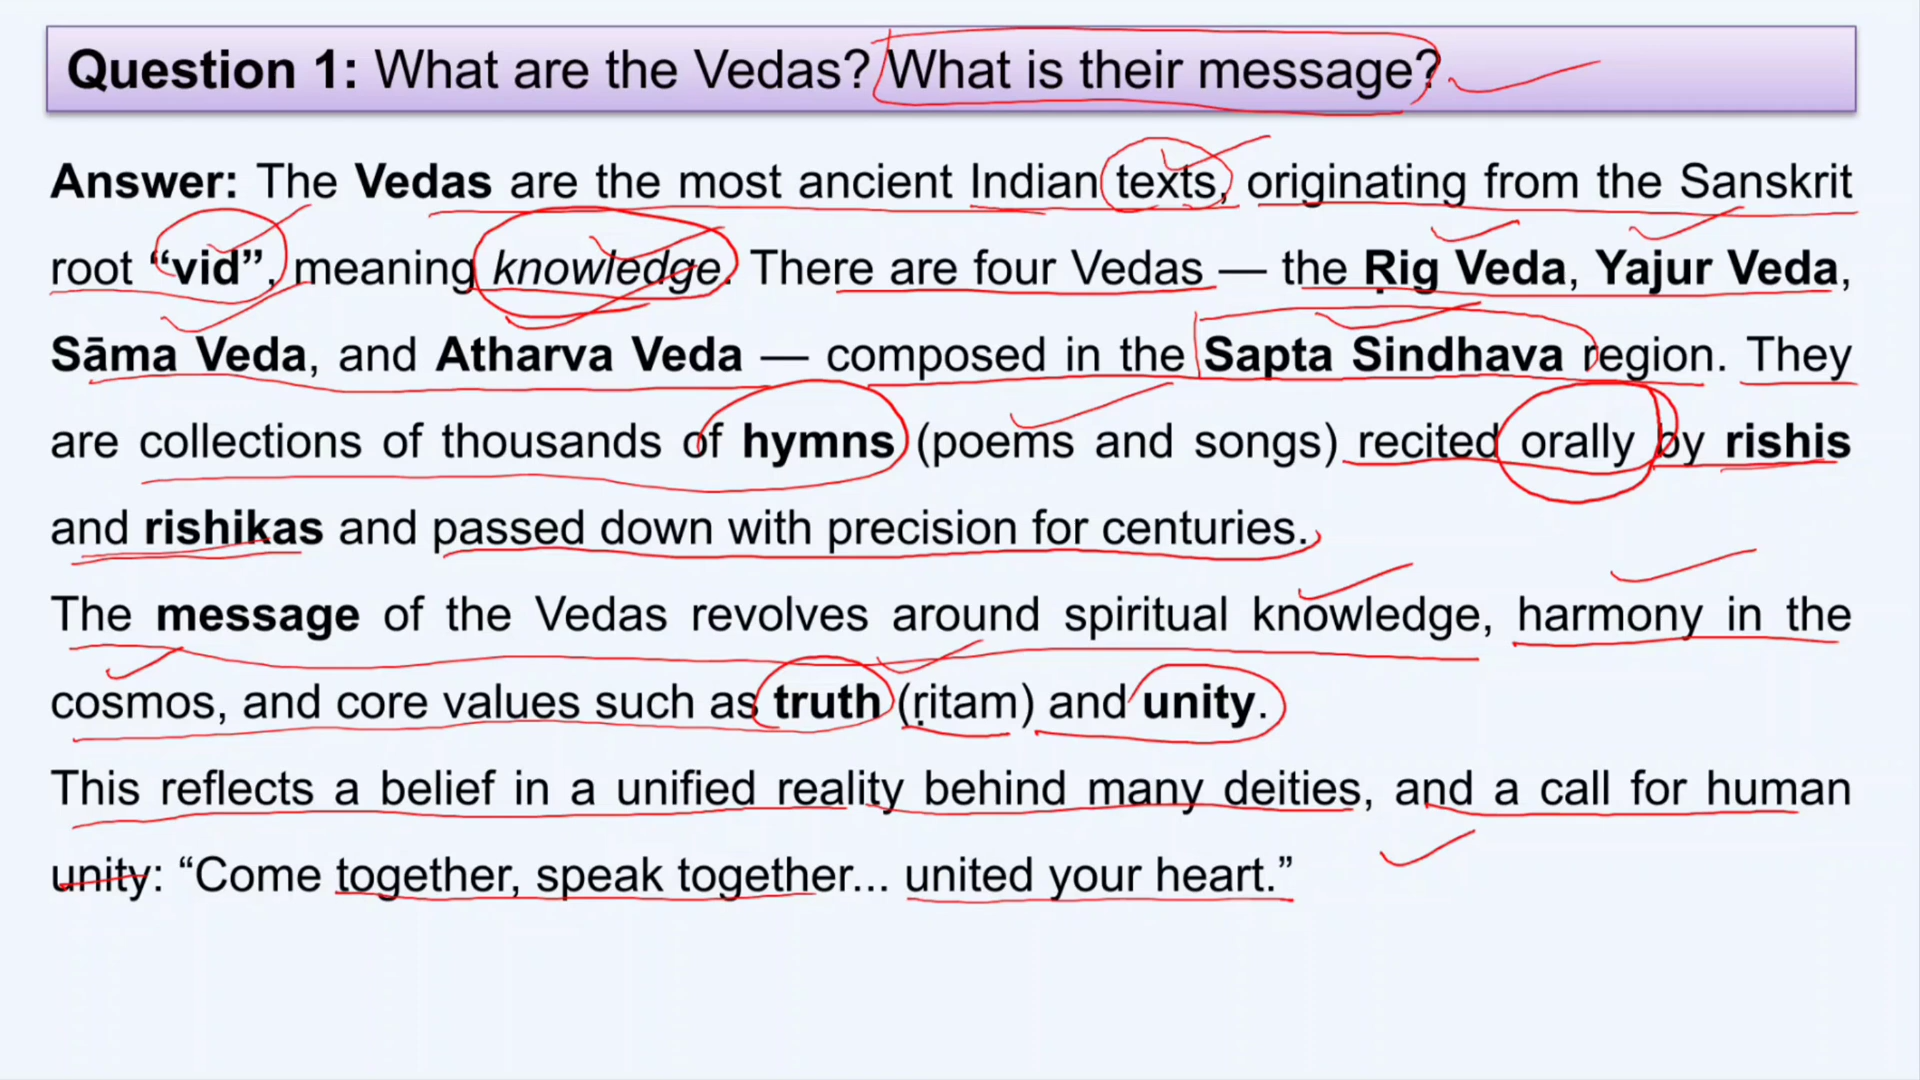 Question 1: What are the Vedas? What is their message?
Answer: The Vedas are the most ancient Indian texts, originating from the Sanskrit
root “vid”, meaning knowledge. There are four Vedas — the Ṛig Veda, Yajur Veda,
Sāma Veda, and Atharva Veda — composed in the Sapta Sindhava region. They
are collections of thousands of hymns (poems and songs) recited orally by rishis
and rishikas and passed down with precision for centuries.
The message of the Vedas revolves around spiritual knowledge, harmony in the
cosmos, and core values such as truth (ṛitam) and unity.
This reflects a belief in a unified reality behind many deities, and a call for human
unity: “Come together, speak together... united your heart.”